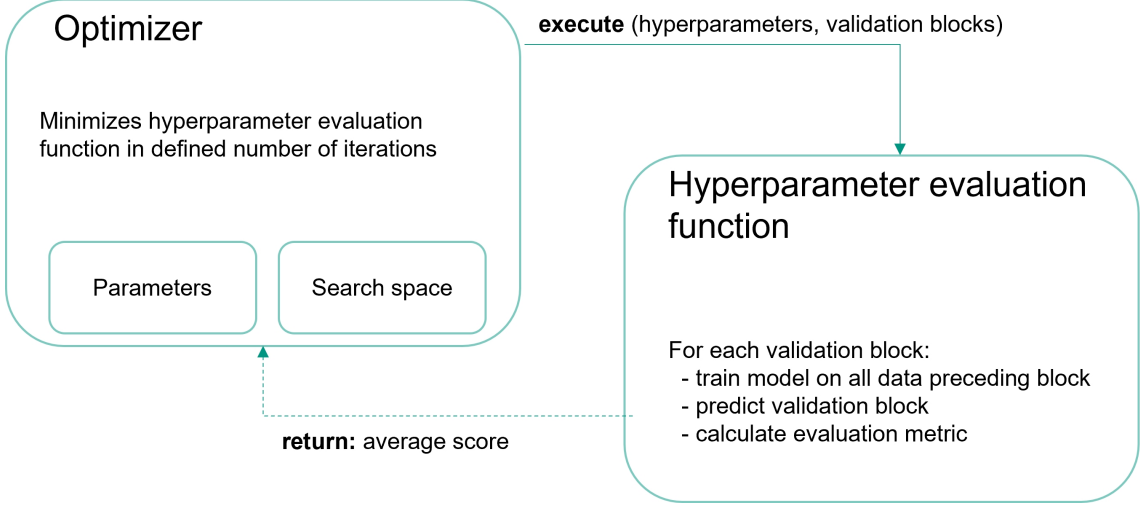 Optimizer
execute (hyperparameters, validation blocks)
Minimizes hyperparameter evaluation
function in defined number of iterations
Parameters
Search space
Hyperparameter evaluation
function
For each validation block:
- train model on all data preceding block
- predict validation block
- calculate evaluation metric
return: average score